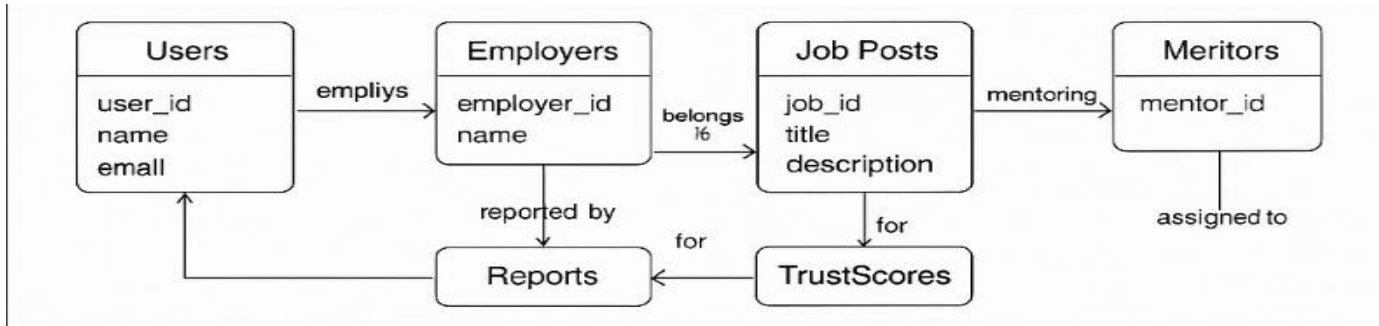 Users
user_id
name
emall
empliys
Employers
employer_id
name
belongs
16
Job Posts
job_id
title
description
mentoring
Meritors
mentor_id
assigned to
reported by
for
for
Reports
TrustScores